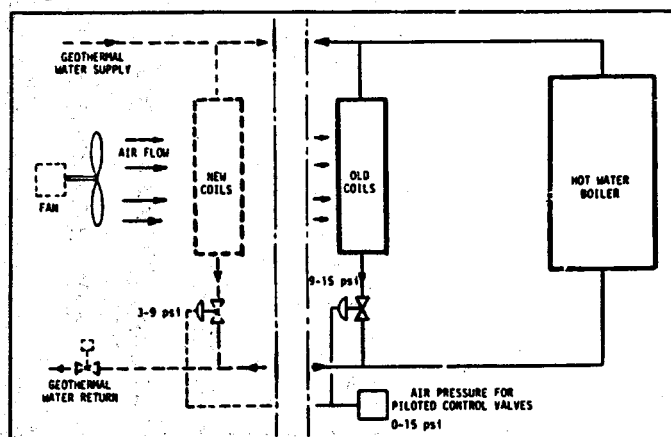 GEOTHERMAL
WATER SUPPLY
AIR FLOW
FAN
NEW
COILS
OLD
COILS
HOT WATER
BOILER
3-9 psi
9-15 psi
GEOTHERMAL
WATER RETURN
AIR PRESSURE FOR
PILOTED CONTROL VALVES
0-15 psi